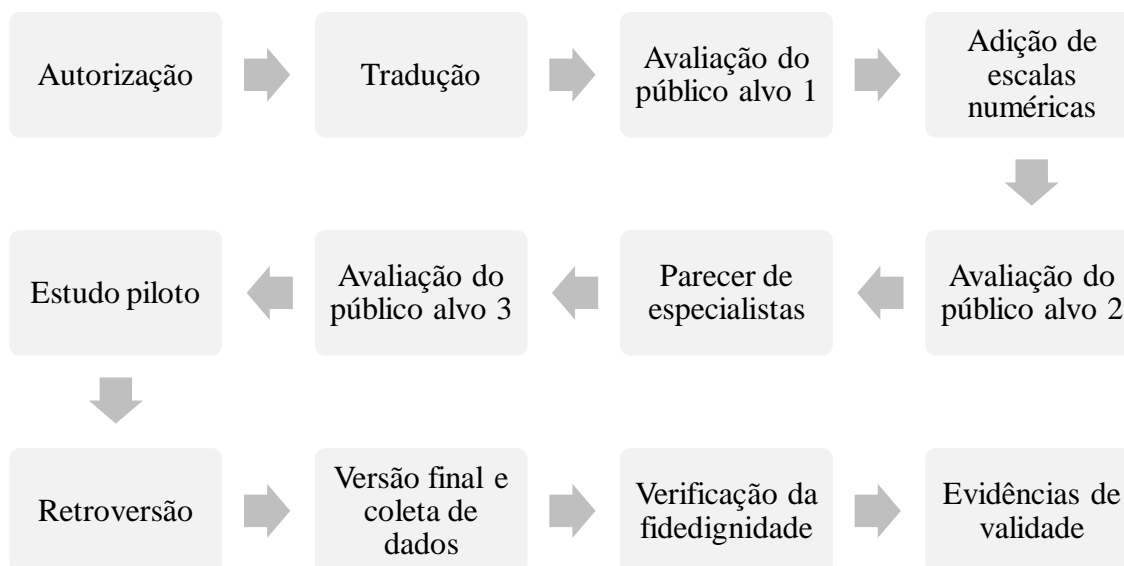 Autorização
Tradução
Avaliação do
público alvo 1
Adição de
escalas
numéricas
Avaliação do
público alvo 2
Parecer de
especialistas
Avaliação do
público alvo 3
Estudo piloto
Retroversão
Versão final e
coleta de
dados
Verificação da
fidedignidade
Evidências de
validade